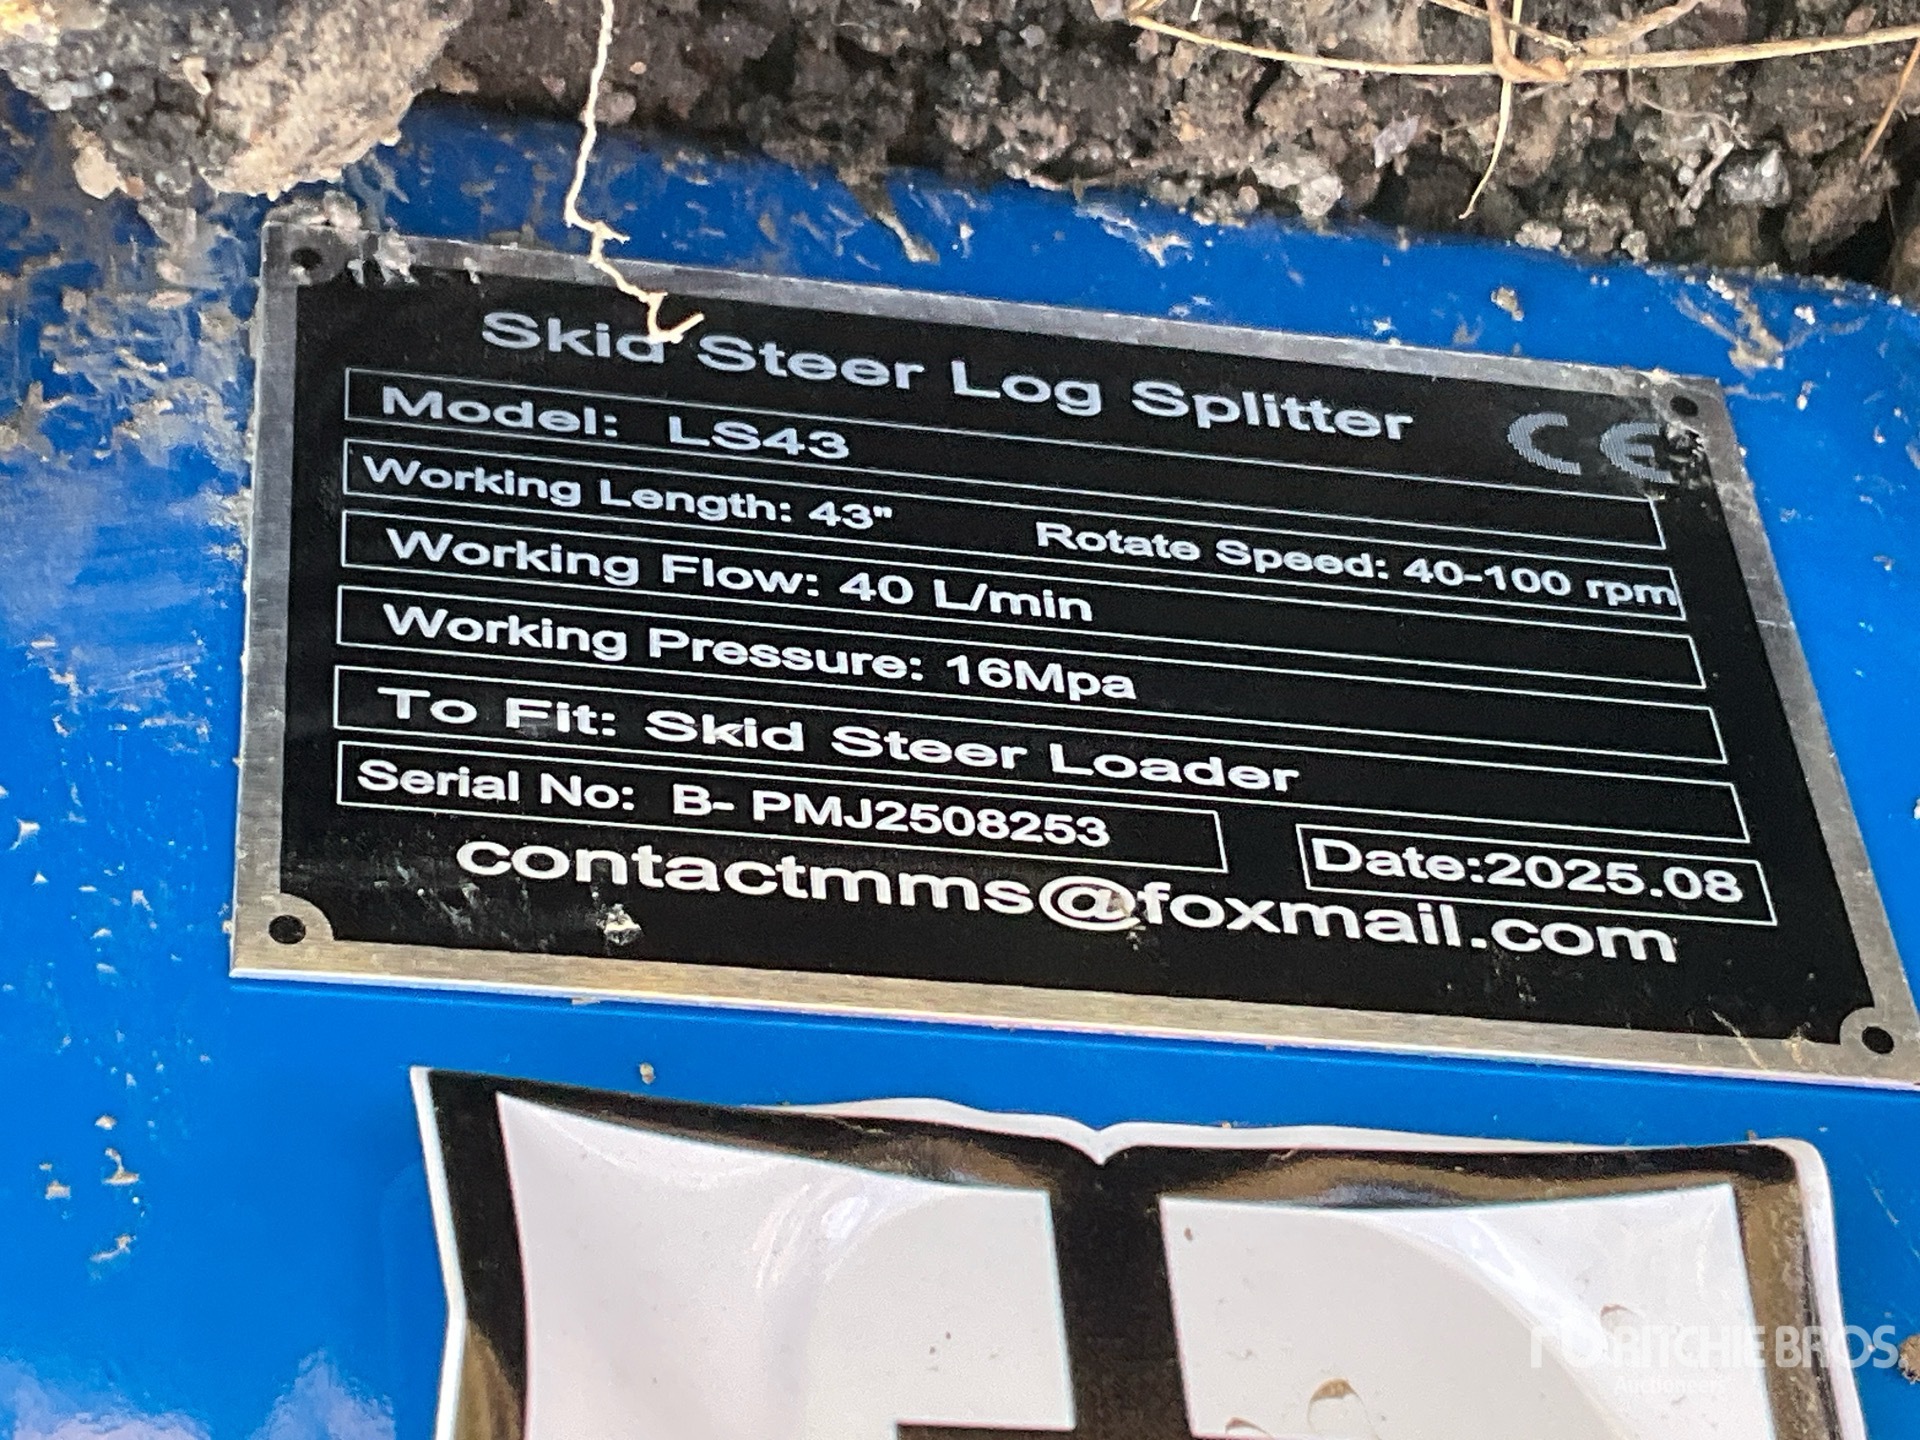 Skid Steer Log Splitter
CE
Model: LS43
Working Length: 43" Rotate Speed: 40-100 rpm
Working Flow: 40 L/min
Working Pressure: 16Mpa
To Fit: Skid Steer Loader
Serial No: B- PMJ2508253 Date:2025.08
contactmms@foxmail.com
rb RITCHIE BROS.
Auctioneers